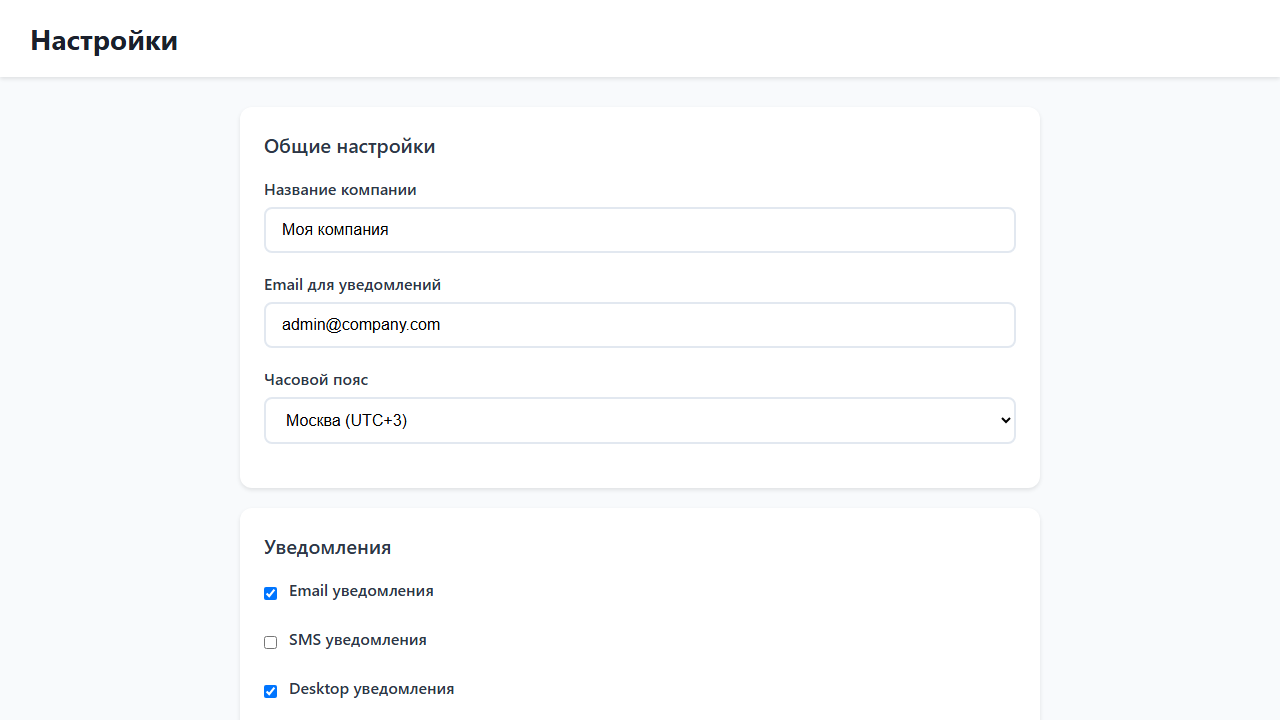 Настройки
Общие настройки
Название компании
Моя компания
Email для уведомлений
admin@company.com
Часовой пояс
Москва (UTC+3)
Уведомления
Email уведомления
SMS уведомления
Desktop уведомления